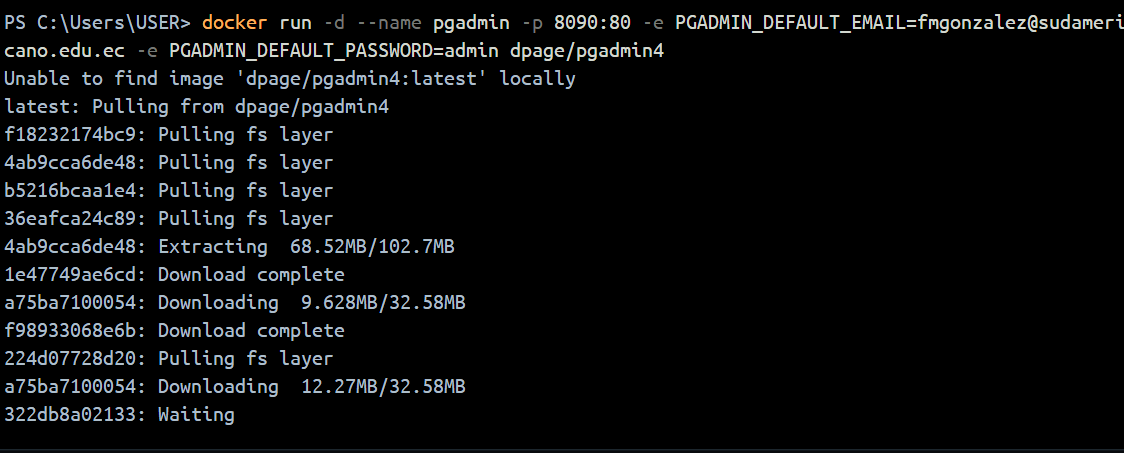 PS C:\Users\USER> docker run -d --name pgadmin -p 8090:80 -e PGADMIN_DEFAULT_EMAIL=fmgonzalez@sudameri
cano.edu.ec -e PGADMIN_DEFAULT_PASSWORD=admin dpage/pgadmin4
Unable to find image 'dpage/pgadmin4:latest' locally
latest: Pulling from dpage/pgadmin4
f18232174bc9: Pulling fs layer
4ab9cca6de48: Pulling fs layer
b5216bcaa1e4: Pulling fs layer
36eafca24c89: Pulling fs layer
4ab9cca6de48: Extracting  68.52MB/102.7MB
1e47749ae6cd: Download complete
a75ba7100054: Downloading  9.628MB/32.58MB
f98933068e6b: Download complete
224d07728d20: Pulling fs layer
a75ba7100054: Downloading  12.27MB/32.58MB
322db8a02133: Waiting